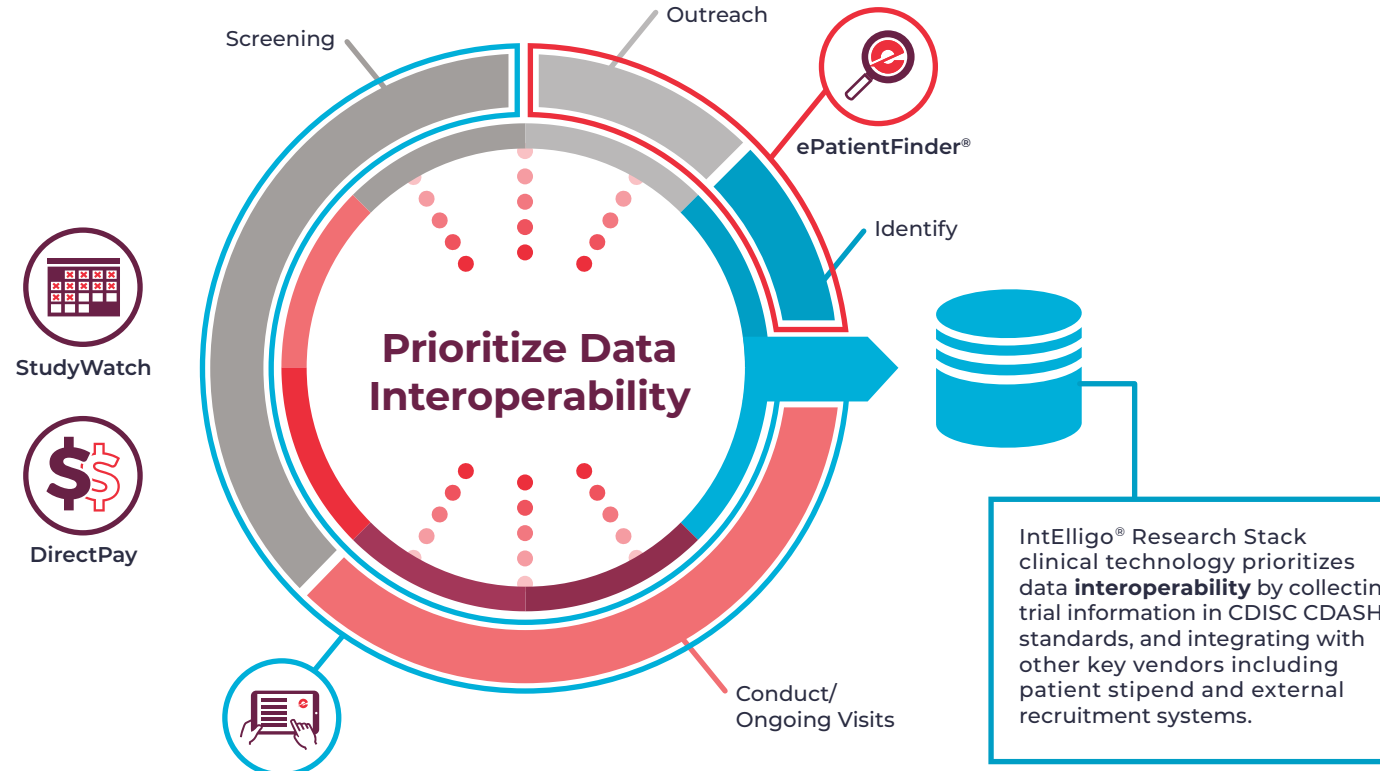 Outreach
Screening
ePatientFinder®
Identify
StudyWatch
Prioritize Data
Interoperability
DirectPay
IntElligo® Research Stack
clinical technology prioritizes
data interoperability by collectin
trial information in CDISC CDASH
standards, and integrating with
other key vendors including
patient stipend and external
recruitment systems.
Conduct/
Ongoing Visits